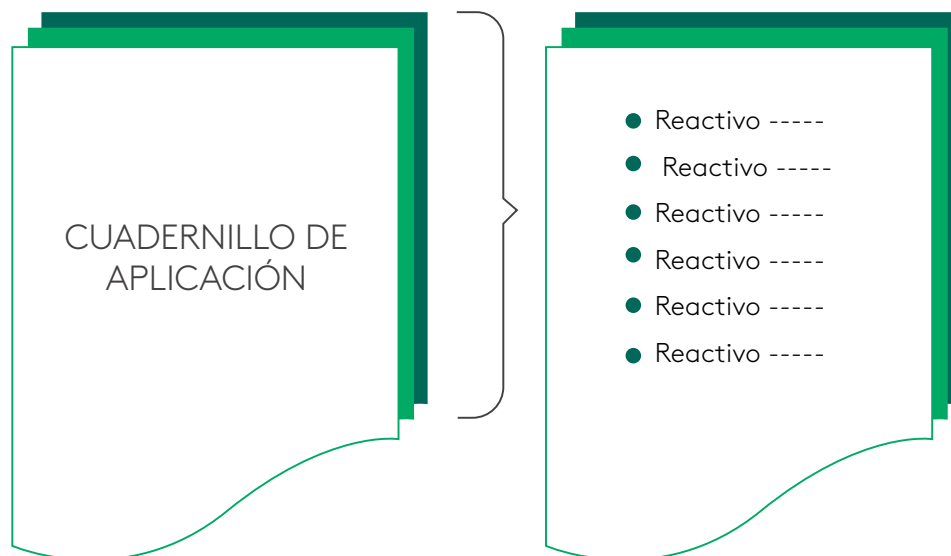 CUADERNILLO DE
APLICACIÓN
Reactivo -----
Reactivo -----
Reactivo -----
Reactivo -----
Reactivo -----
Reactivo -----